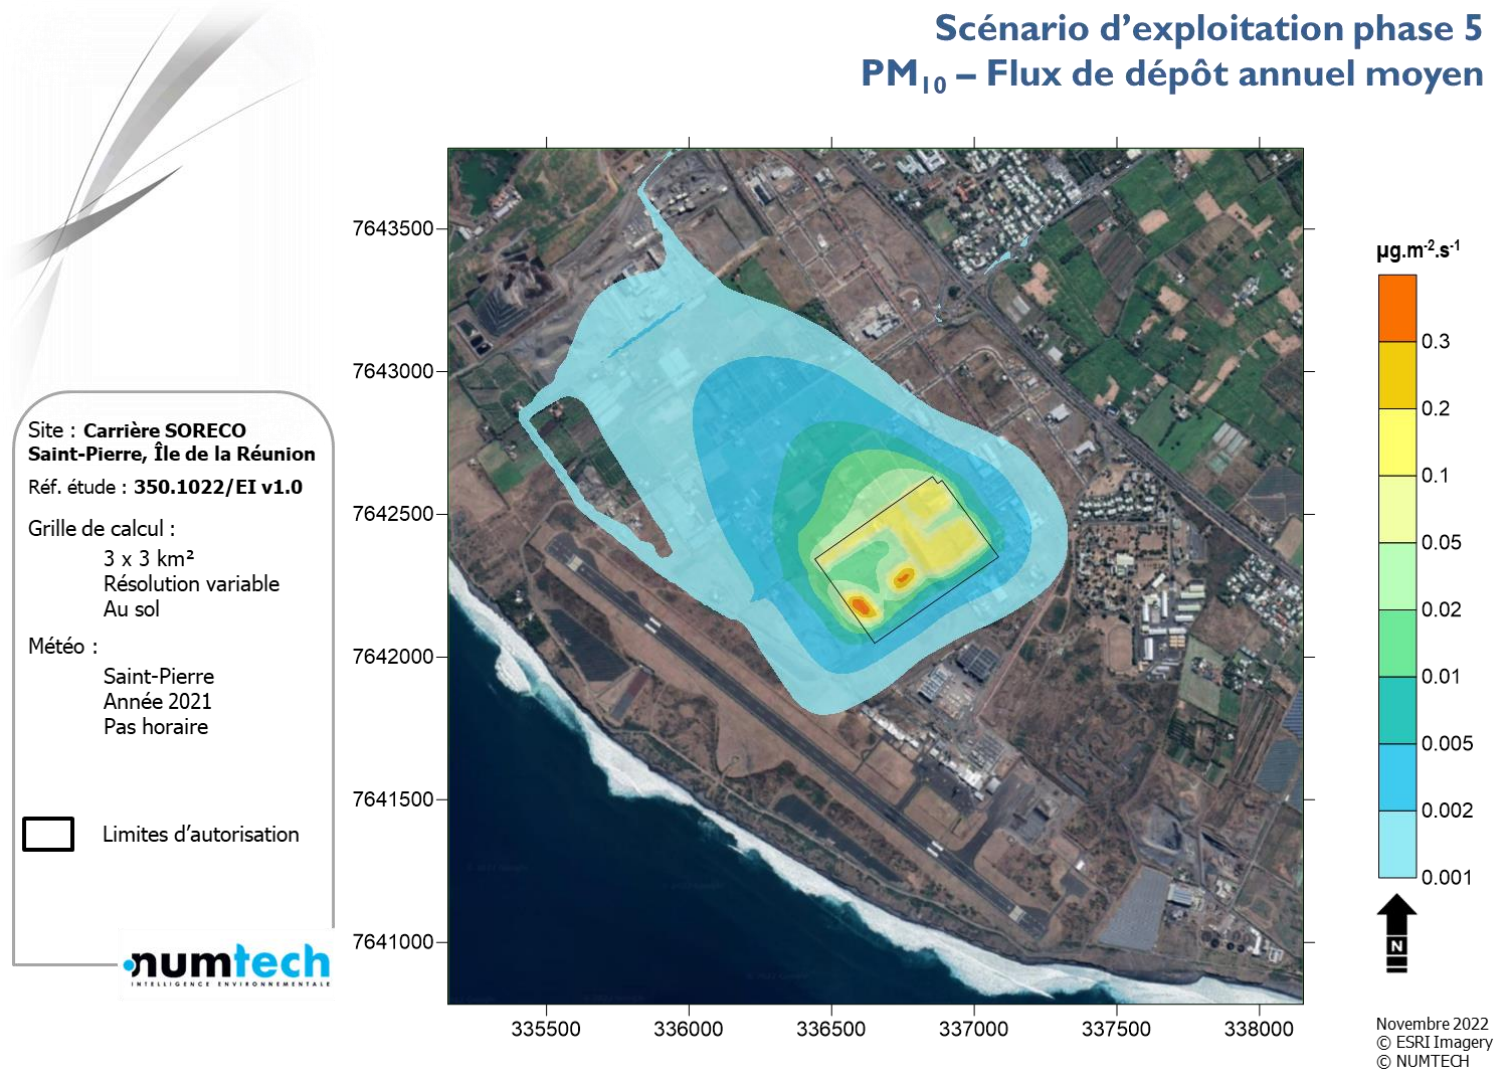 Scénario d’exploitation phase 5
PM10 – Flux de dépôt annuel moyen
Site : Carrière SORECO
Saint-Pierre, Île de la Réunion
Réf. étude : 350.1022/EI v1.0
Grille de calcul :
3 x 3 km²
Résolution variable
Au sol
Météo :
Saint-Pierre
Année 2021
Pas horaire
Limites d’autorisation
numtech
INTELLIGENCE ENVIRONNEMENTALE
7643500
7643000
7642500
7642000
7641500
7641000
335500 336000 336500 337000 337500 338000
µg.m-2.s-1
0.3
0.2
0.1
0.05
0.02
0.01
0.005
0.002
0.001
N
Novembre 2022
© ESRI Imagery
© NUMTECH